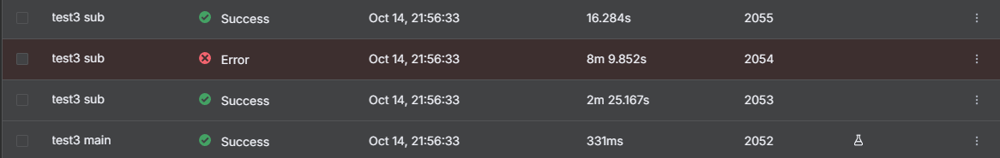 test3 sub Success Oct 14, 21:56:33 16.284s 2055
test3 sub Error Oct 14, 21:56:33 8m 9.852s 2054
test3 sub Success Oct 14, 21:56:33 2m 25.167s 2053
test3 main Success Oct 14, 21:56:33 331ms 2052